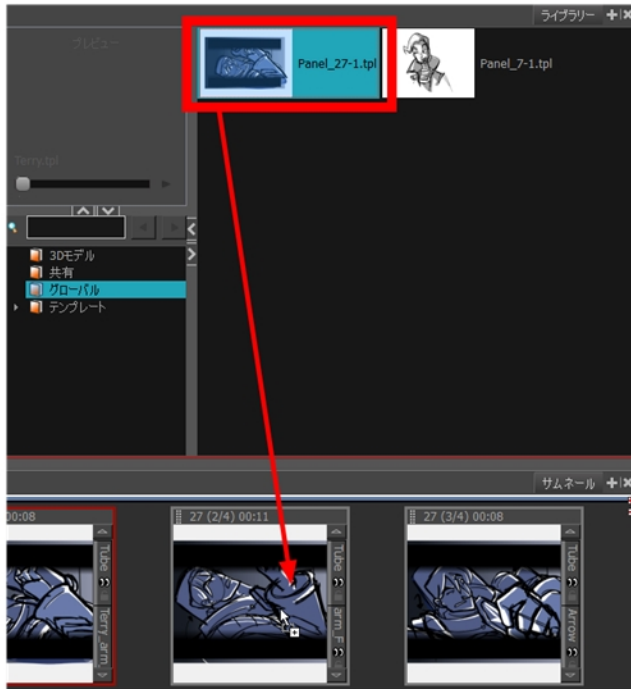 ライブラリー
プレビュー
Panel_27-1.tpl
Panel_7-1.tpl
Terry.tpl
3Dモデル
共有
グローバル
テンプレート
サムネール
00:08
27 (2/4) 00:11
27 (3/4) 00:08
Tube
Terry_arm
Tube
arm_F
Tube
Arrow